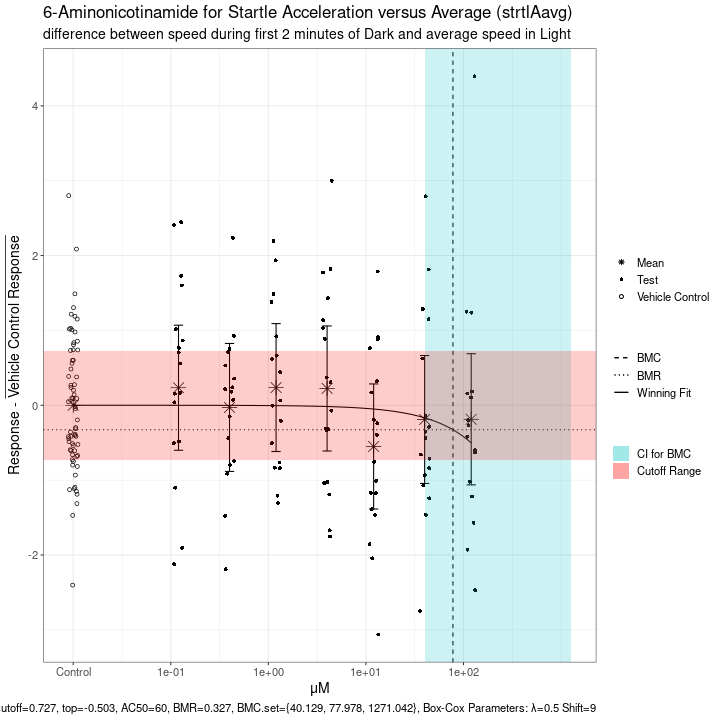 6-Aminonicotinamide for Startle Acceleration versus Average (strtlAavg)
difference between speed during first 2 minutes of Dark and average speed in Light
Response - Vehicle Control Response
4
2
0
-2
Control
1e-01
1e+00
1e+01
1e+02
μM
Mean
Test
Vehicle Control
BMC
BMR
Winning Fit
CI for BMC
Cutoff Range
utoff=0.727, top=-0.503, AC50=60, BMR=0.327, BMC.set={40.129, 77.978, 1271.042}, Box-Cox Parameters: λ=0.5 Shift=9